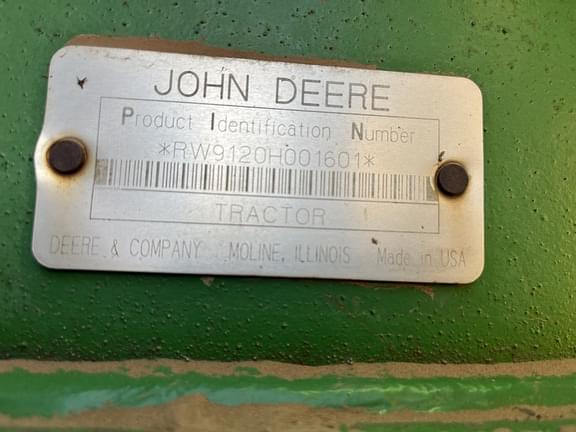 JOHN DEERE
Product Identification Number
*RW9120H001601*
TRACTOR
DEERE & COMPANY MOLINE, ILLINOIS Made in USA